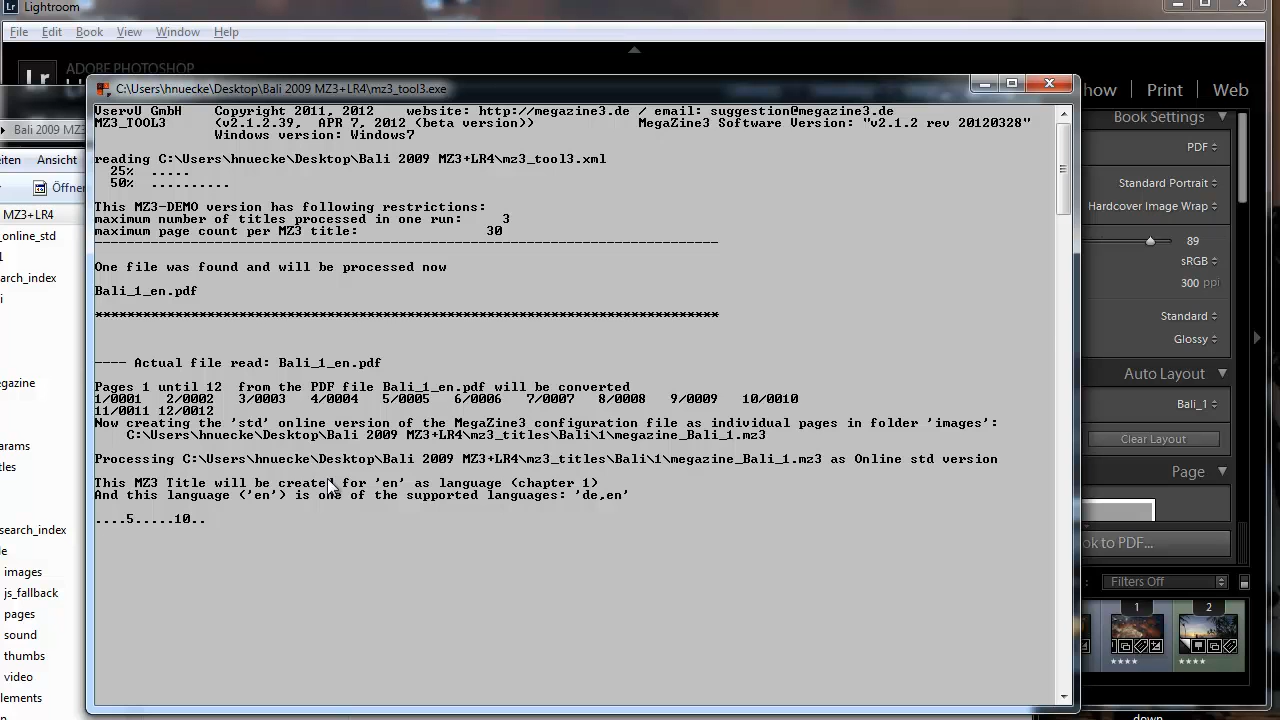 Lr Lightroom
File Edit Book View Window Help
Lr ADOBE PHOTOSHOP
how Print Web
C:\Users\hnuecke\Desktop\Bali 2009 MZ3+LR4\mz3_tool3.exe
UservU GmbH Copyright 2011, 2012 website: http://megazine3.de / email: suggestion@megazine3.de
MZ3_TOOL3 (v2.1.2.39, APR 7, 2012 (beta version)) MegaZine3 Software Version: "v2.1.2 rev 20120328"
Windows version: Windows7
reading C:\Users\hnuecke\Desktop\Bali 2009 MZ3+LR4\mz3_tool3.xml
25% .....
50% ..........
This MZ3-DEMO version has following restrictions:
maximum number of titles processed in one run: 3
maximum page count per MZ3 title: 30
One file was found and will be processed now
Bali_1_en.pdf
---- Actual file read: Bali_1_en.pdf
Pages 1 until 12 from the PDF file Bali_1_en.pdf will be converted
1/0001 2/0002 3/0003 4/0004 5/0005 6/0006 7/0007 8/0008 9/0009 10/0010
11/0011 12/0012
Now creating the 'std' online version of the MegaZine3 configuration file as individual pages in folder 'images':
C:\Users\hnuecke\Desktop\Bali 2009 MZ3+LR4\mz3_titles\Bali\1\megazine_Bali_1.mz3
Processing C:\Users\hnuecke\Desktop\Bali 2009 MZ3+LR4\mz3_titles\Bali\1\megazine_Bali_1.mz3 as Online std version
This MZ3 Title will be created for 'en' as language (chapter 1)
And this language ('en') is one of the supported languages: 'de,en'
....5.....10..
Bali 2009 MZ3
eiten Ansicht
Öffner
MZ3+LR4
_online_std
1
earch_index
i
egazine
arams
tles
search_index
le
images
js_fallback
pages
sound
thumbs
video
elements
Book Settings
PDF
Standard Portrait
Hardcover Image Wrap
89
sRGB
300 ppi
Standard
Glossy
Auto Layout
Bali_1
Clear Layout
Page
ok to PDF...
Filters Off
1 2
★★★★ ★★★★
down